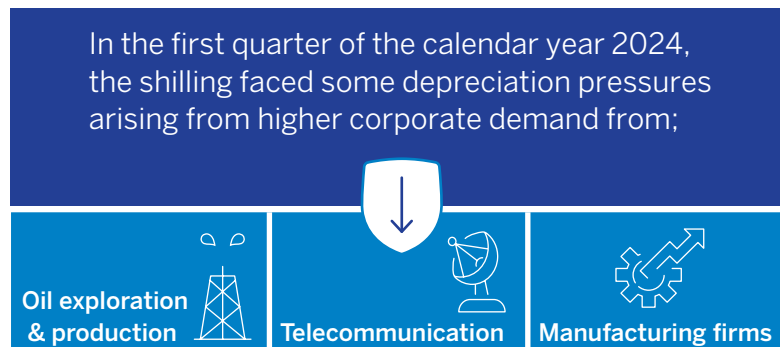 In the first quarter of the calendar year 2024,
the shilling faced some depreciation pressures
arising from higher corporate demand from;
Oil exploration
& production
Telecommunication
Manufacturing firms